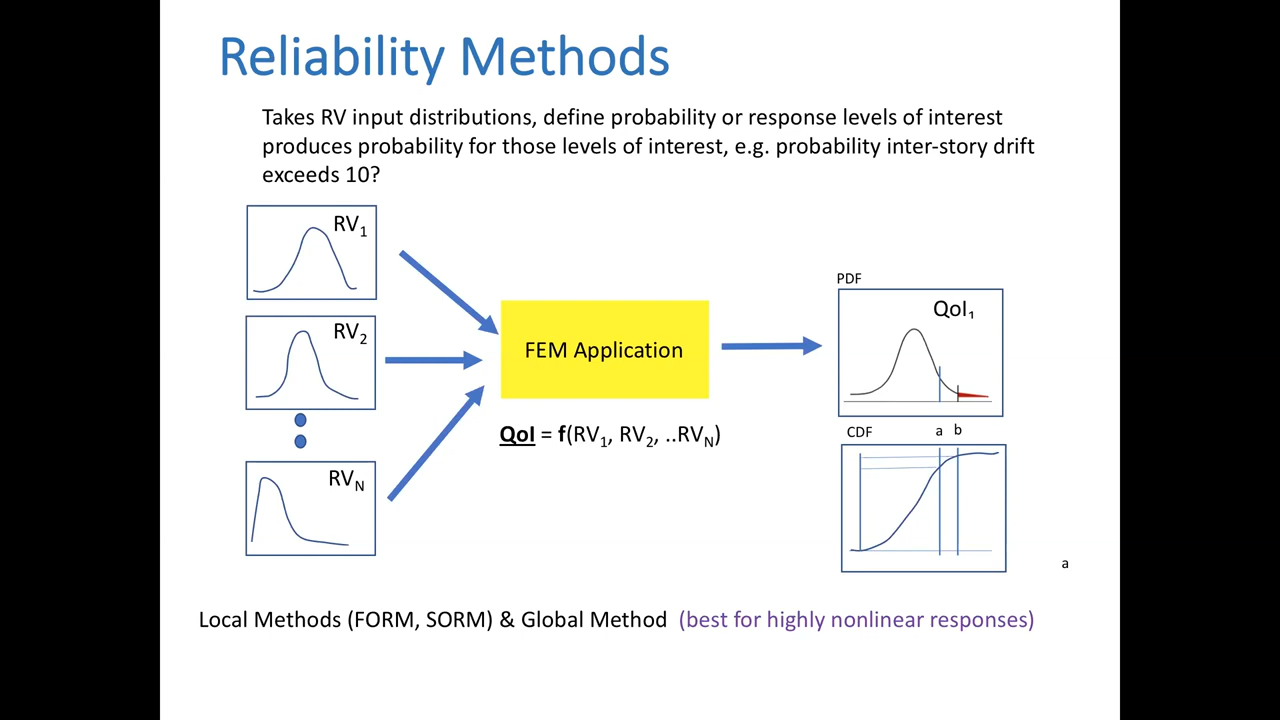 Reliability Methods
Takes RV input distributions, define probability or response levels of interest
produces probability for those levels of interest, e.g. probability inter-story drift
exceeds 10?
RV1
RV2
RVN
FEM Application
QoI = f(RV1, RV2, ..RVN)
PDF
QoI1
CDF
a b
a
Local Methods (FORM, SORM) & Global Method (best for highly nonlinear responses)